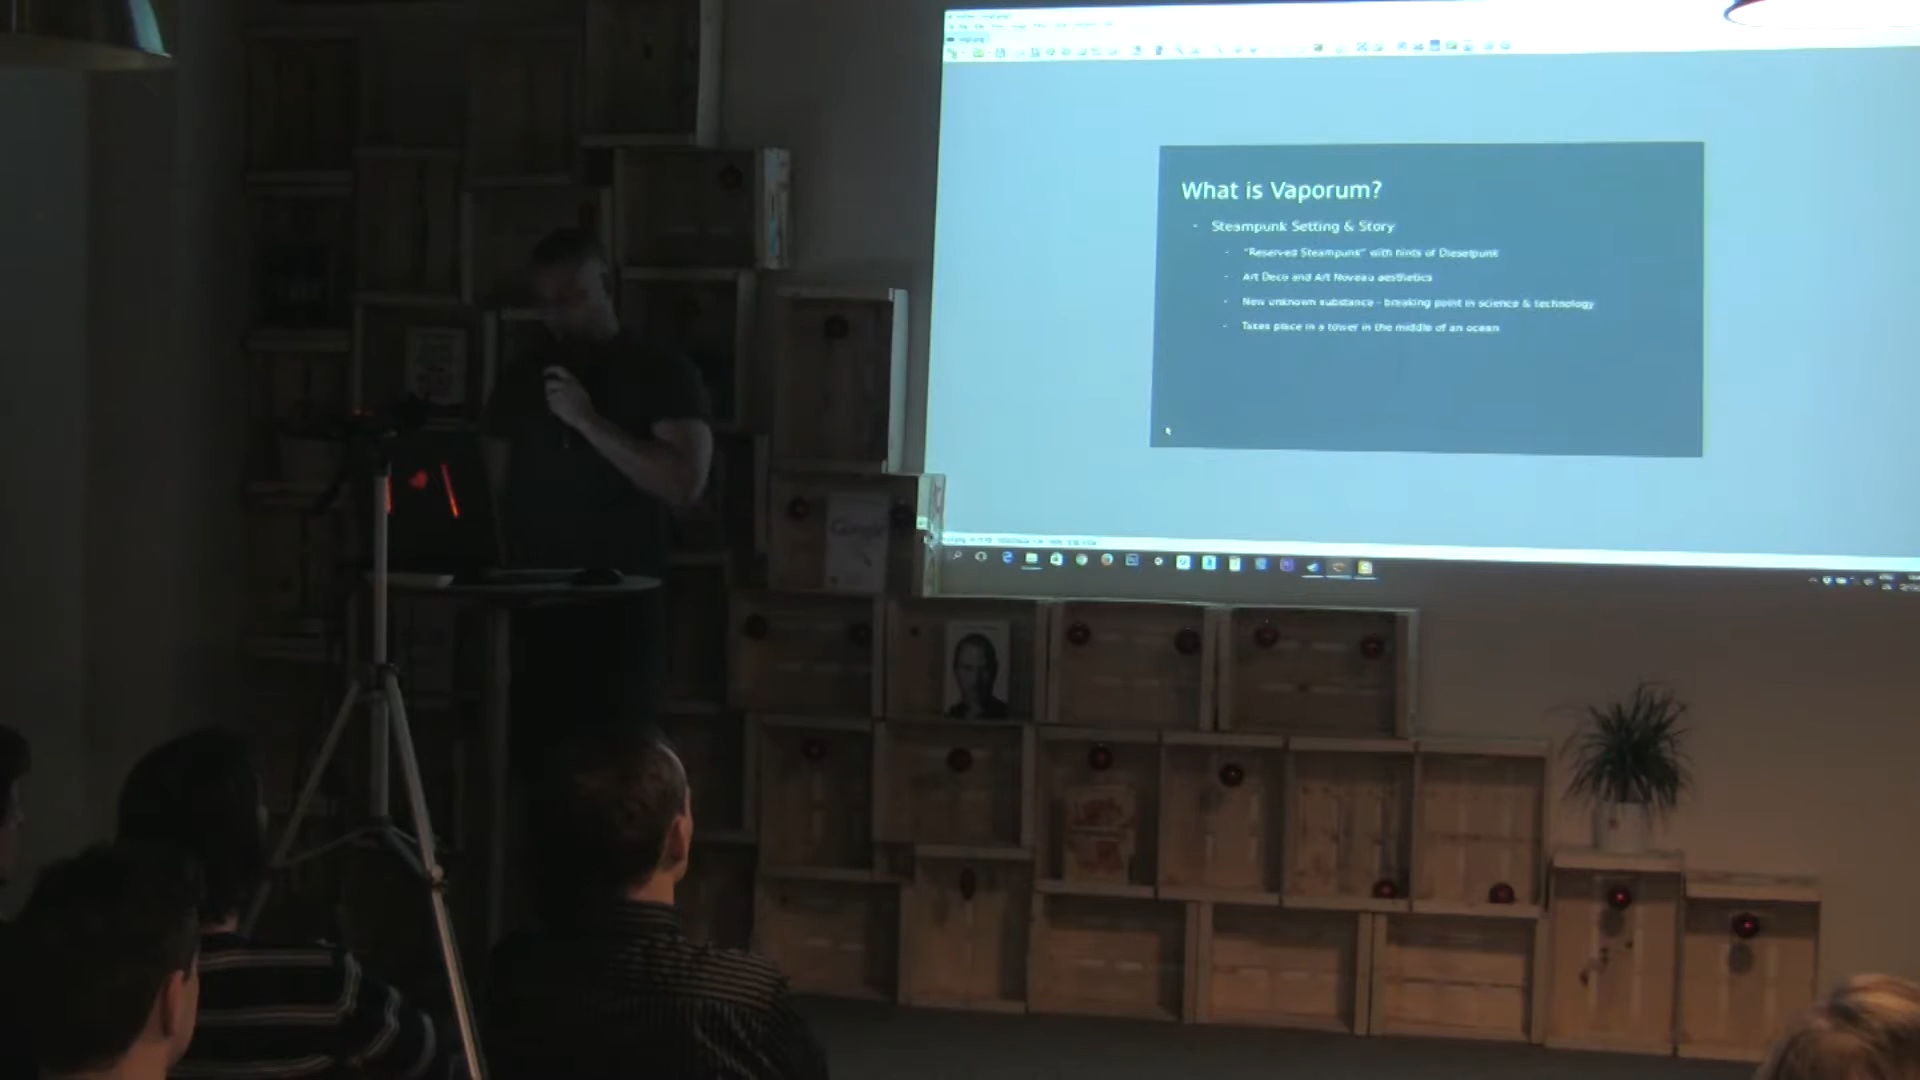 What is Vaporum?
- Steampunk Setting & Story
- "Reserved Steampunk" with hints of Dieselpunk
- Art Deco and Art Noveau aesthetics
- New unknown substance - breaking point in science & technology
- Takes place in a tower in the middle of an ocean
Google